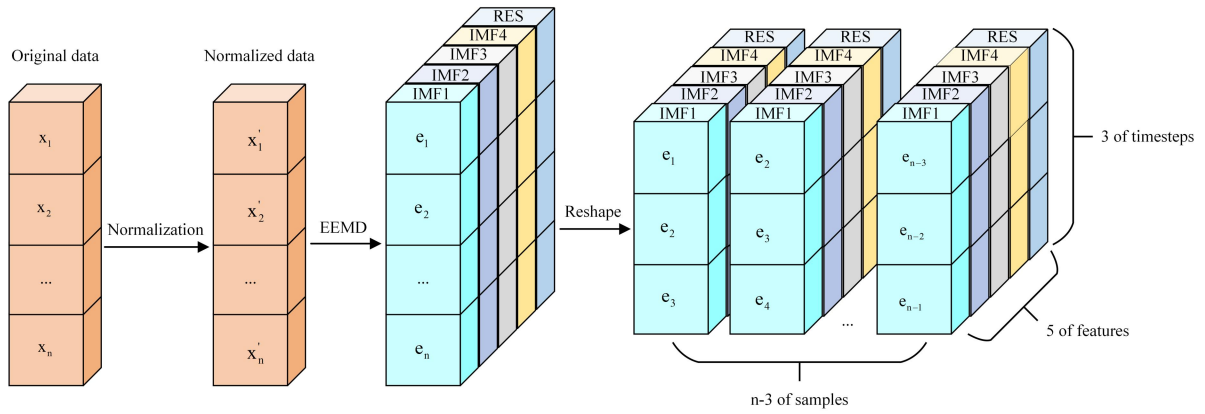 Original data
x1
x2
...
xn
Normalization
Normalized data
x'1
x'2
...
x'n
EEMD
RES
IMF4
IMF3
IMF2
IMF1
e1
e2
...
en
Reshape
RES
IMF4
IMF3
IMF2
IMF1
e1
e2
e3
RES
IMF4
IMF3
IMF2
IMF1
e2
e3
e4
...
RES
IMF4
IMF3
IMF2
IMF1
en−3
en−2
en−1
3 of timesteps
5 of features
n-3 of samples